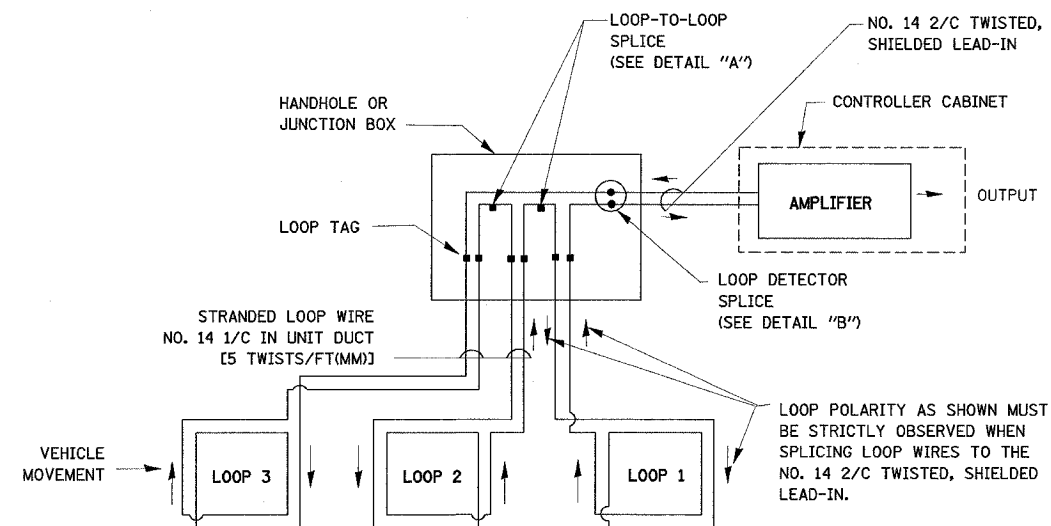 LOOP-TO-LOOP
SPLICE
(SEE DETAIL "A")
NO. 14 2/C TWISTED,
SHIELDED LEAD-IN
HANDHOLE OR
JUNCTION BOX
CONTROLLER CABINET
AMPLIFIER
OUTPUT
LOOP TAG
LOOP DETECTOR
SPLICE
(SEE DETAIL "B")
STRANDED LOOP WIRE
NO. 14 1/C IN UNIT DUCT
[5 TWISTS/FT(MM)]
LOOP POLARITY AS SHOWN MUST
BE STRICTLY OBSERVED WHEN
SPLICING LOOP WIRES TO THE
NO. 14 2/C TWISTED, SHIELDED
LEAD-IN.
VEHICLE
MOVEMENT
LOOP 3
LOOP 2
LOOP 1